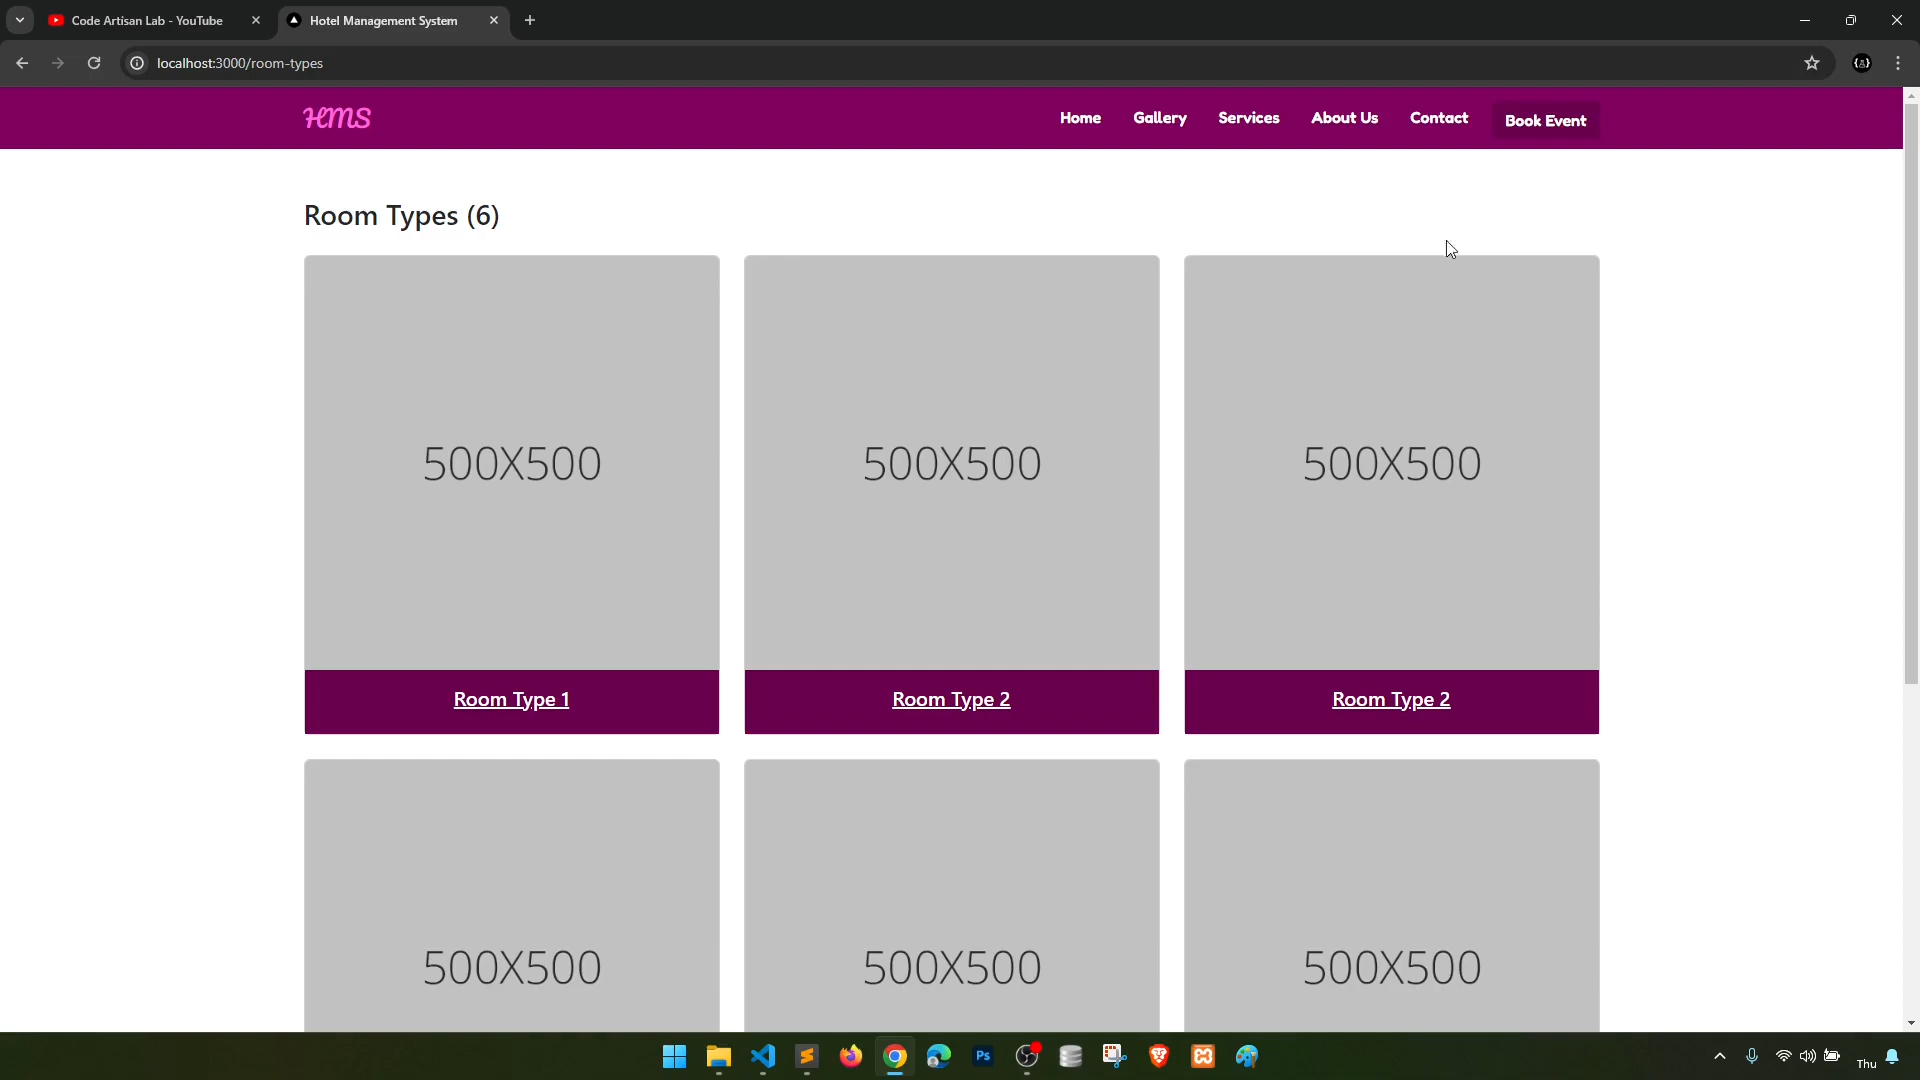 Code Artisan Lab - YouTube
Hotel Management System
localhost:3000/room-types
HMS
Home
Gallery
Services
About Us
Contact
Book Event
Room Types (6)
500X500
500X500
500X500
Room Type 1
Room Type 2
Room Type 2
500X500
500X500
500X500
Ps
Thu